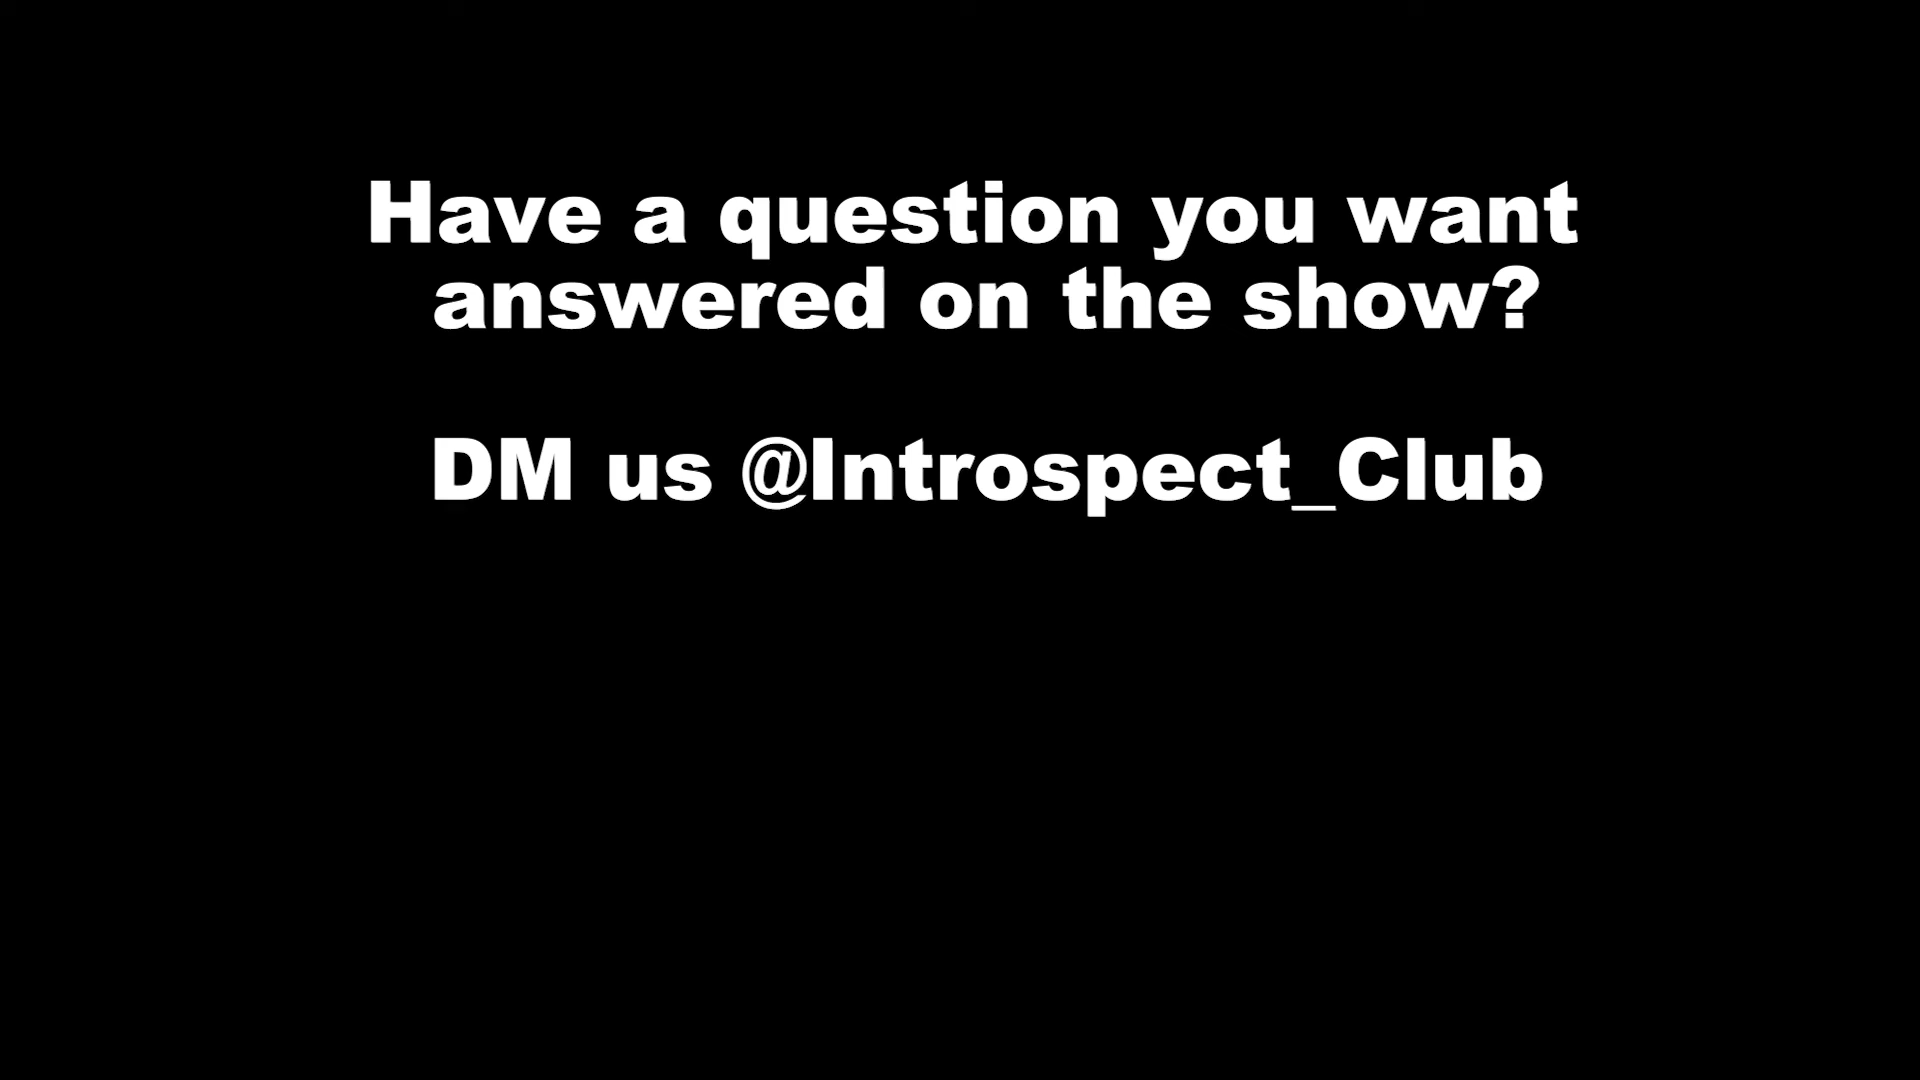 Have a question you want
answered on the show?
DM us @Introspect_Club